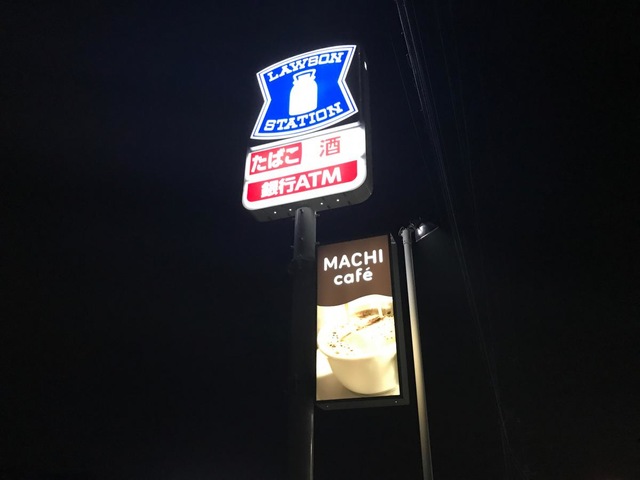 LAWSON
STATION
たばこ 酒
銀行ATM
MACHI
café